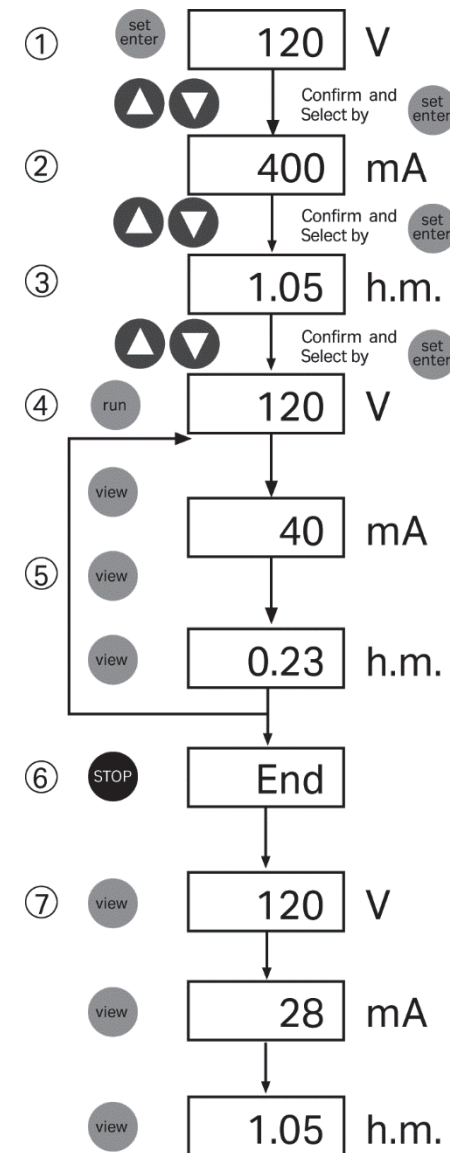 ① set enter 120 V
Confirm and
Select by set enter
② 400 mA
Confirm and
Select by set enter
③ 1.05 h.m.
Confirm and
Select by set enter
④ run 120 V
view
40 mA
⑤ view
view 0.23 h.m.
⑥ STOP End
⑦ view 120 V
view 28 mA
view 1.05 h.m.